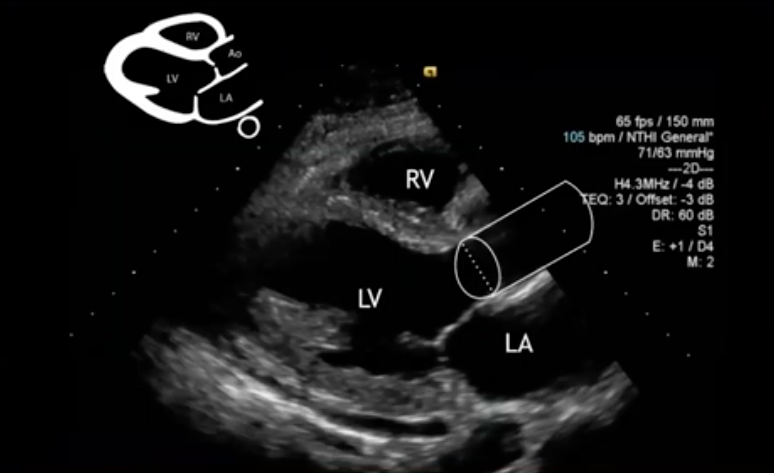 RV
Ao
LV
LA
65 fps / 150 mm
105 bpm / NTHI General*
71/63 mmHg
---2D---
H4.3MHz / -4 dB
TEQ: 3 / Offset: -3 dB
DR: 60 dB
S1
E: +1 / D4
M: 2
RV
LV
LA